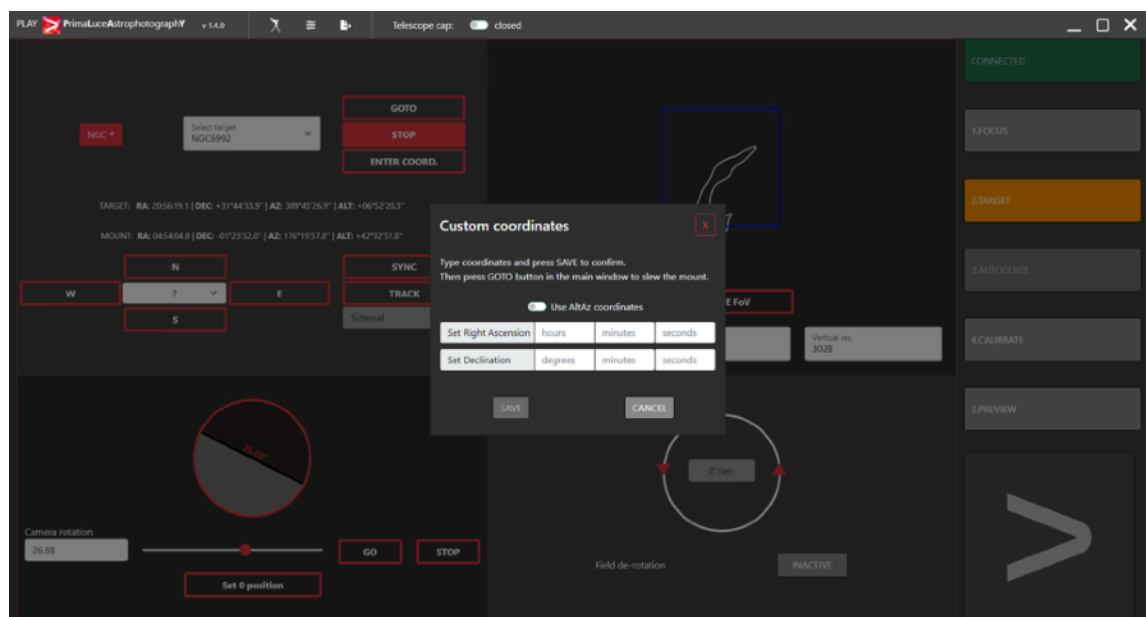 PLAY PrimaLuceAstrophotographY v 1.4.0 Telescope cap: closed
CONNECTED
GOTO
NGC Select target
NGC6992
STOP
1.FOCUS
ENTER COORD.
TARGET: RA: 20:56:19.1 | DEC: +31°44'33.9" | AZ: 309°45'26.9" | ALT: +06°52'20.3"
2.TARGET
MOUNT: RA: 04:54:04.8 | DEC: -01°23'32.0" | AZ: 176°19'57.8" | ALT: +42°32'51.8"
Custom coordinates X
Type coordinates and press SAVE to confirm.
Then press GOTO button in the main window to slew the mount.
Use AltAz coordinates
Set Right Ascension hours minutes seconds
Set Declination degrees minutes seconds
SAVE CANCEL
N SYNC
3.AUTOGUIDE
W 7 E TRACK
E FoV
S Sidereal
Vertical res.
3028
4.CALIBRATE
5.PREVIEW
26.88°
0°/sec
Camera rotation
26.88 GO STOP
Set 0 position
Field de-rotation INACTIVE